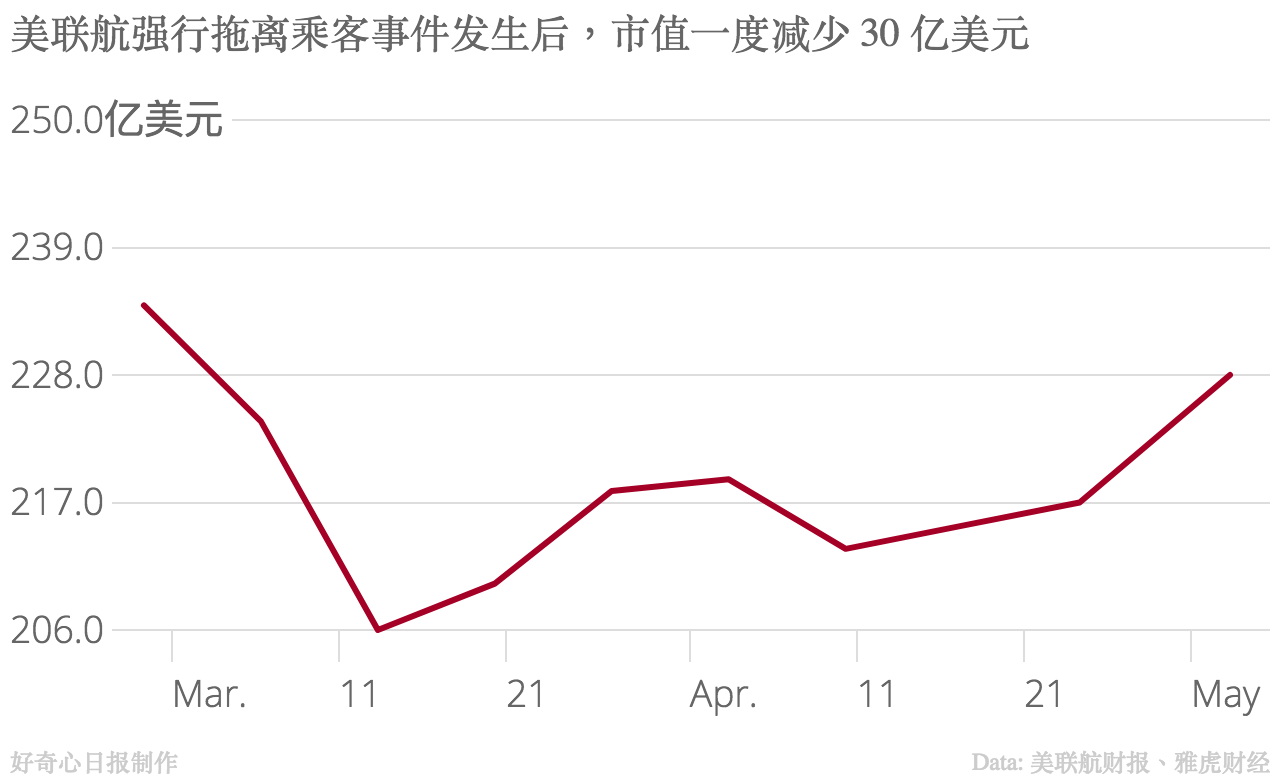 美联航强行拖离乘客事件发生后，市值一度减少 30 亿美元
250.0亿美元
239.0
228.0
217.0
206.0
Mar. 11 21 Apr. 11 21 May
好奇心日报制作
Data: 美联航财报、雅虎财经